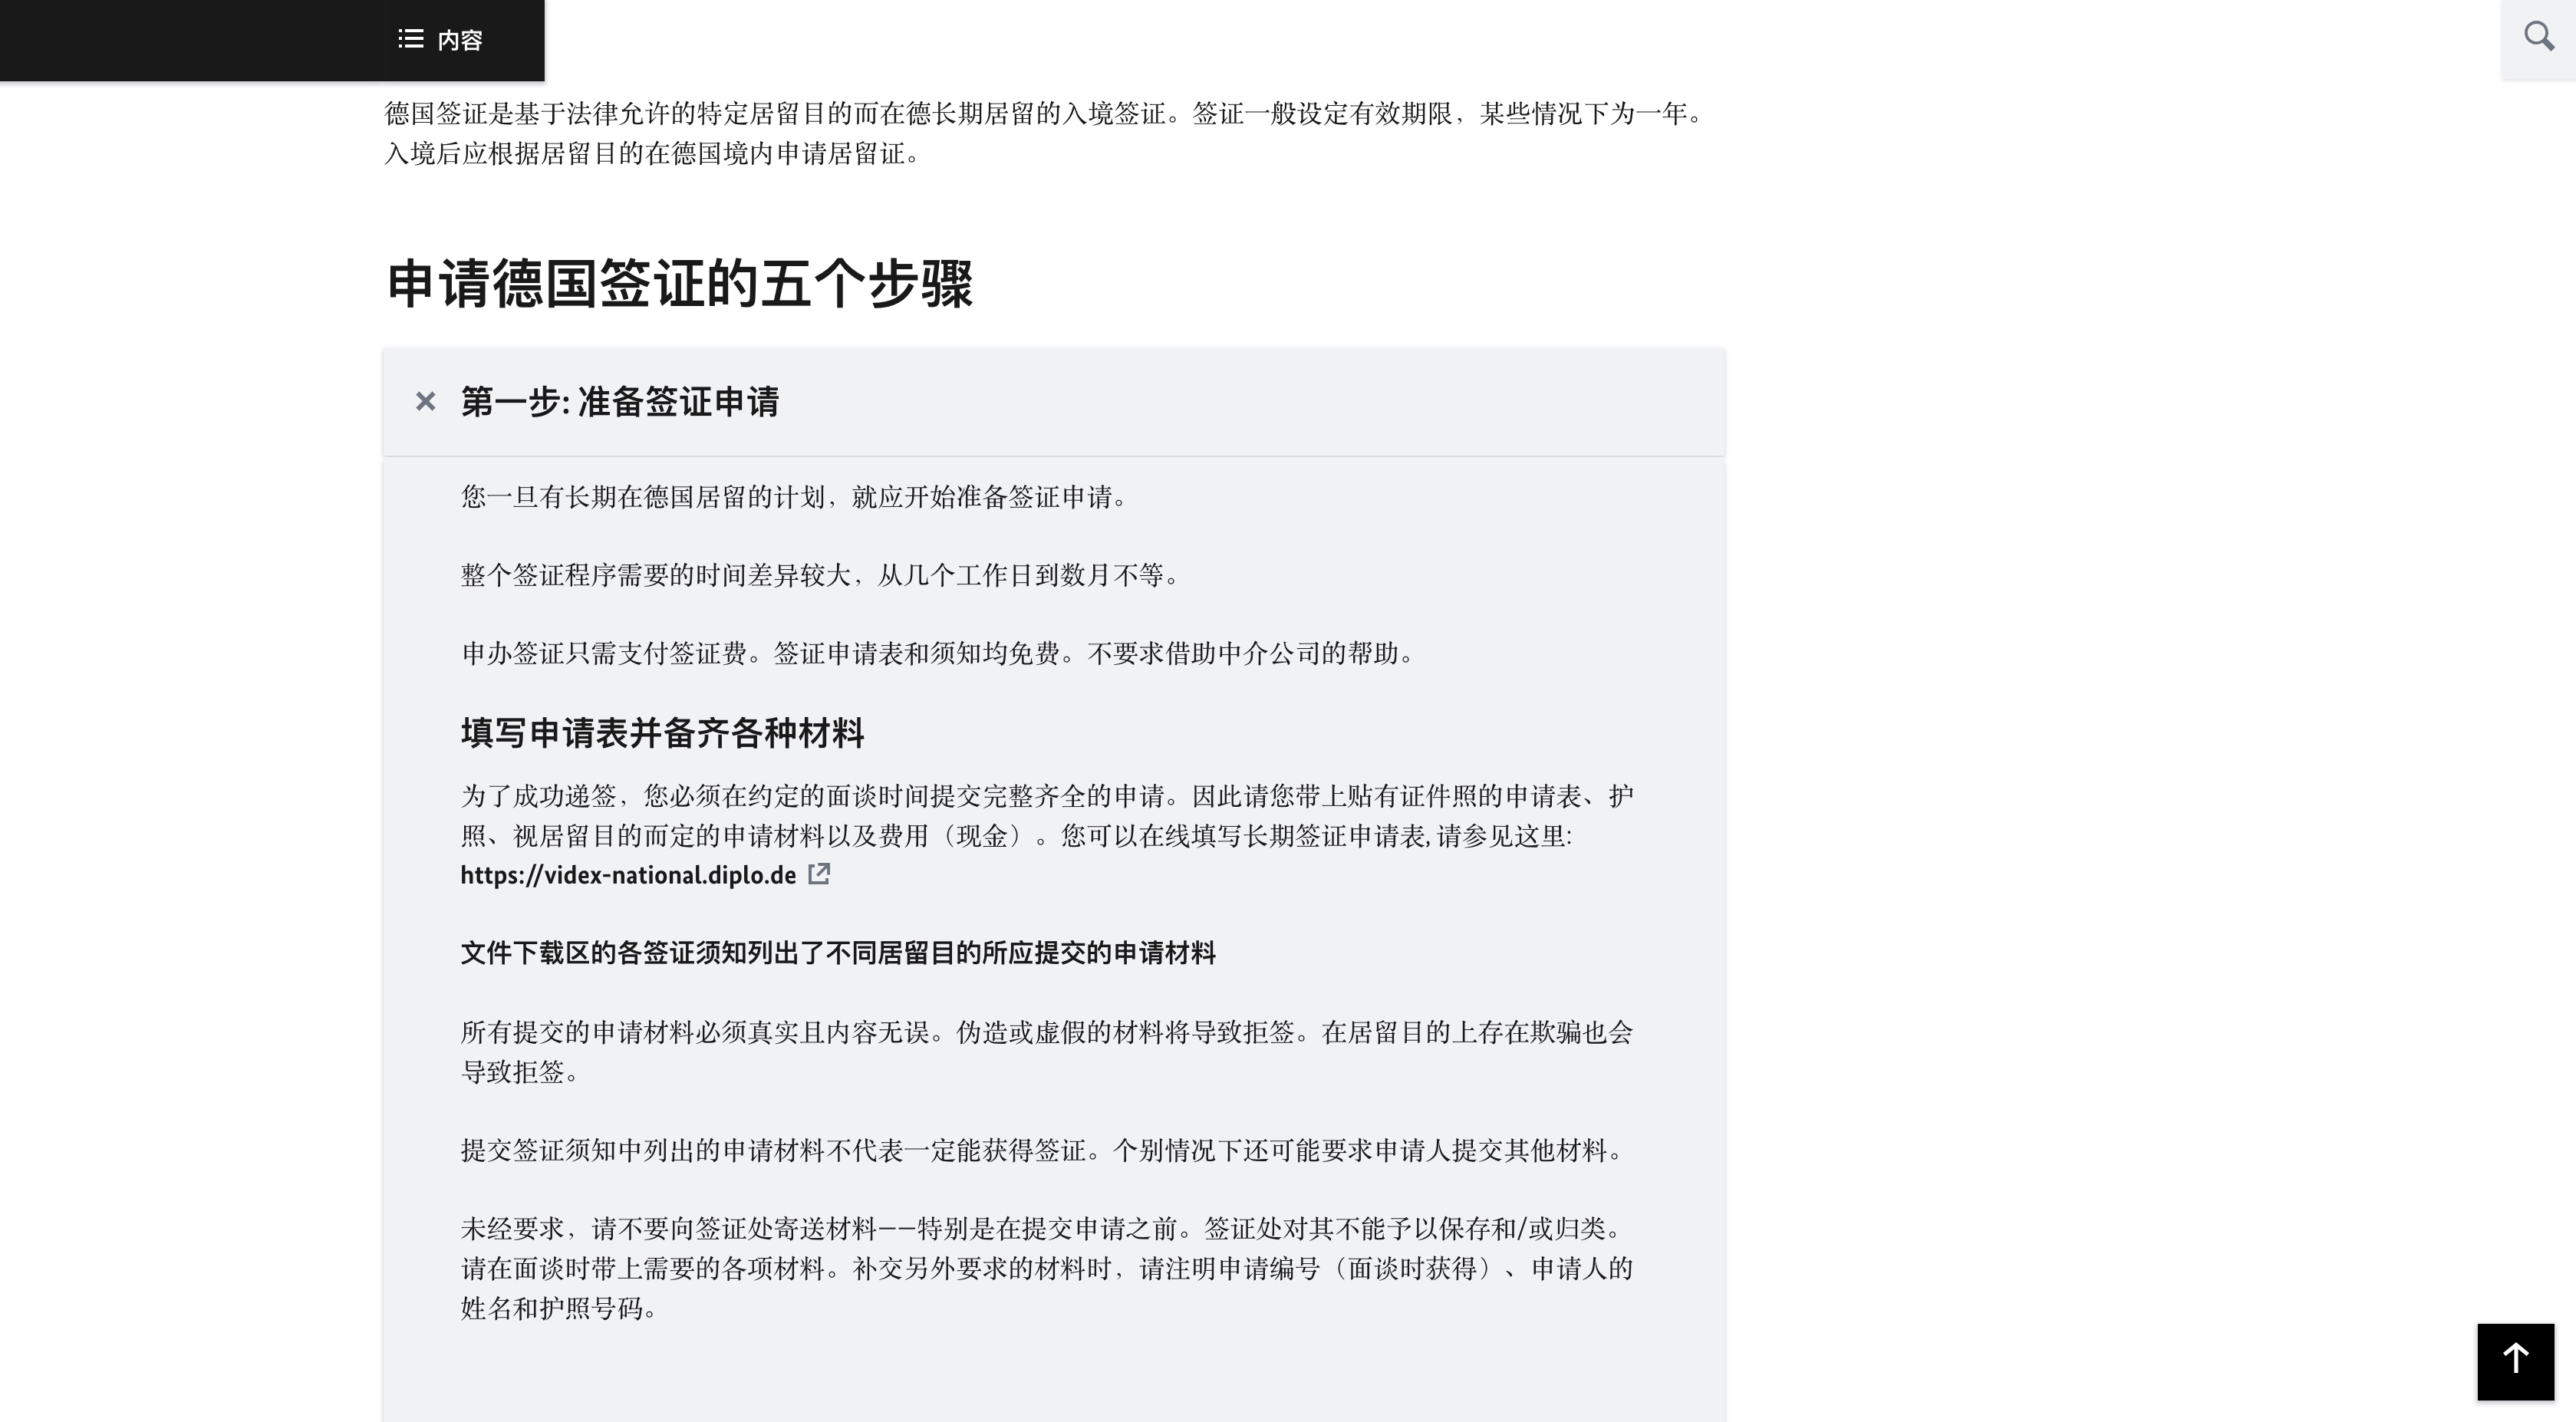 内容
德国签证是基于法律允许的特定居留目的而在德长期居留的入境签证。签证一般设定有效期限，某些情况下为一年。
入境后应根据居留目的在德国境内申请居留证。
申请德国签证的五个步骤
第一步: 准备签证申请
您一旦有长期在德国居留的计划，就应开始准备签证申请。
整个签证程序需要的时间差异较大，从几个工作日到数月不等。
申办签证只需支付签证费。签证申请表和须知均免费。不要求借助中介公司的帮助。
填写申请表并备齐各种材料
为了成功递签，您必须在约定的面谈时间提交完整齐全的申请。因此请您带上贴有证件照的申请表、护
照、视居留目的而定的申请材料以及费用（现金）。您可以在线填写长期签证申请表, 请参见这里:
https://videx-national.diplo.de
文件下载区的各签证须知列出了不同居留目的所应提交的申请材料
所有提交的申请材料必须真实且内容无误。伪造或虚假的材料将导致拒签。在居留目的上存在欺骗也会
导致拒签。
提交签证须知中列出的申请材料不代表一定能获得签证。个别情况下还可能要求申请人提交其他材料。
未经要求，请不要向签证处寄送材料——特别是在提交申请之前。签证处对其不能予以保存和/或归类。
请在面谈时带上需要的各项材料。补交另外要求的材料时，请注明申请编号（面谈时获得）、申请人的
姓名和护照号码。